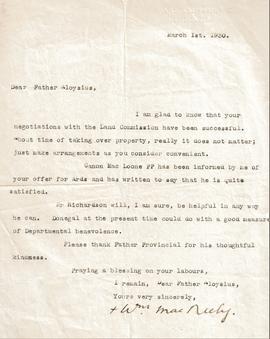 March 1st. 1930.
Dear Father Aloysius,
I am glad to know that your
negotiations with the Land Commission have been successful.
'bout time of taking over property, really it does not matter;
just make arrangements as you consider convenient.
Canon Mac Loone PP has been informed by me of
your offer for Ards and has written to say that he is quite
satisfied.
Mr Richardson will, I am sure, be helpful in any way
he can. Donegal at the present time could do with a good measure
of Departmental benevolence.
Please thank Father Provincial for his thoughtful
kindness.
Praying a blessing on your labours,
I remain, Dear Father Aloysius,
Yours very sincerely,
+ Wm Mac Neely.